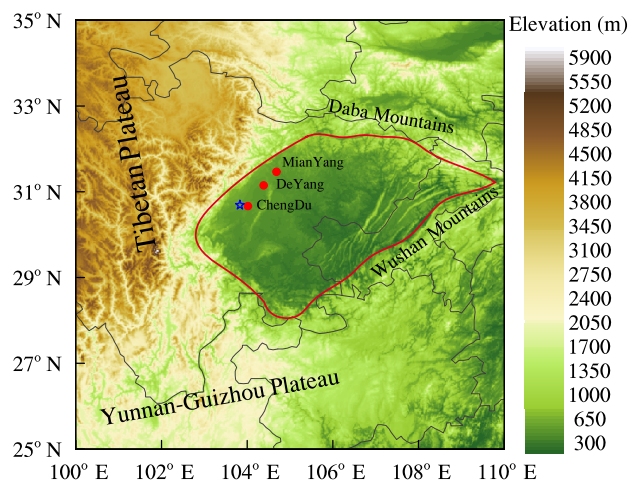 35° N
Elevation (m)
5900
5550
5200
4850
4500
4150
3800
3450
3100
2750
2400
2050
1700
1350
1000
650
300
33° N
31° N
29° N
27° N
25° N
Daba Mountains
Tibetan Plateau
MianYang
DeYang
ChengDu
Wushan Mountains
Yunnan-Guizhou Plateau
100° E
102° E
104° E
106° E
108° E
110° E